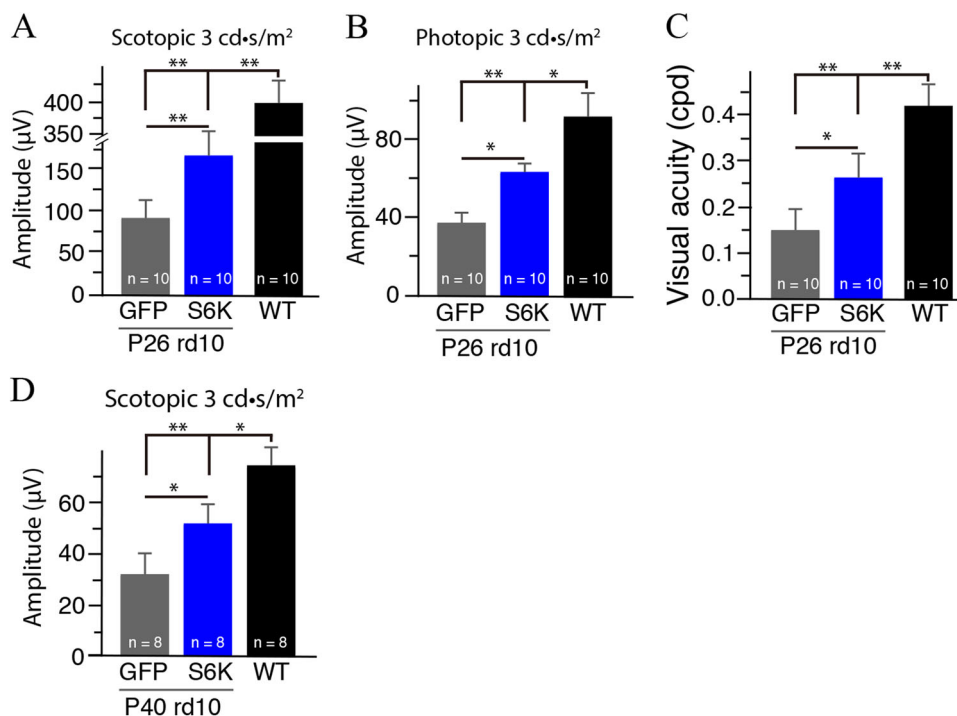 A
Scotopic 3 cd•s/m²
Amplitude (µV)
400
350
150
100
50
0
**
**
**
n = 10
n = 10
n = 10
GFP
S6K
WT
P26 rd10
B
Photopic 3 cd•s/m²
Amplitude (µV)
80
40
0
**
*
*
n = 10
n = 10
n = 10
GFP
S6K
WT
P26 rd10
C
Visual acuity (cpd)
0.4
0.3
0.2
0.1
0.0
**
**
*
n = 10
n = 10
n = 10
GFP
S6K
WT
P26 rd10
D
Scotopic 3 cd•s/m²
Amplitude (µV)
60
40
20
0
**
*
*
n = 8
n = 8
n = 8
GFP
S6K
WT
P40 rd10